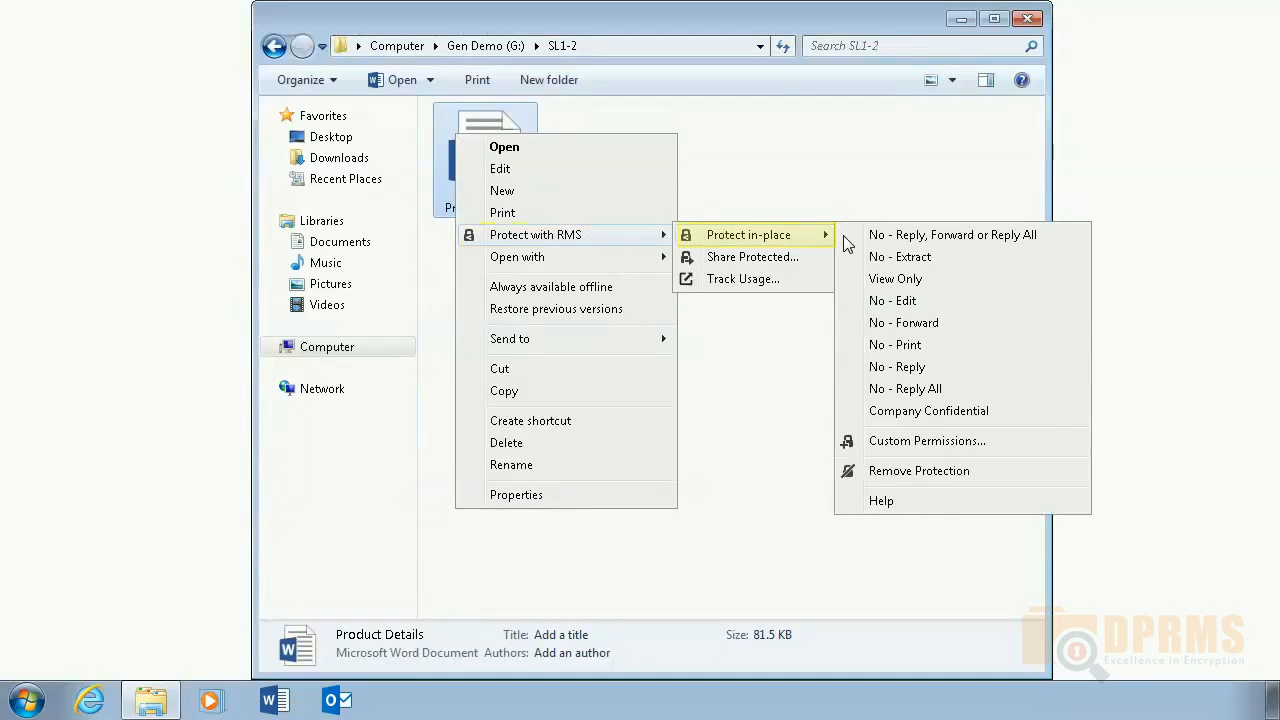 Computer Gen Demo (G:) SL1-2
Search SL1-2
Organize Open Print New folder
Favorites
Desktop
Downloads
Recent Places
Libraries
Documents
Music
Pictures
Videos
Computer
Network
Open
Edit
New
Print
Protect with RMS
Open with
Always available offline
Restore previous versions
Send to
Cut
Copy
Create shortcut
Delete
Rename
Properties
Protect in-place
Share Protected...
Track Usage...
No - Reply, Forward or Reply All
No - Extract
View Only
No - Edit
No - Forward
No - Print
No - Reply
No - Reply All
Company Confidential
Custom Permissions...
Remove Protection
Help
Product Details Title: Add a title Size: 81.5 KB
Microsoft Word Document Authors: Add an author
DPRMS
Excellence in Encryption